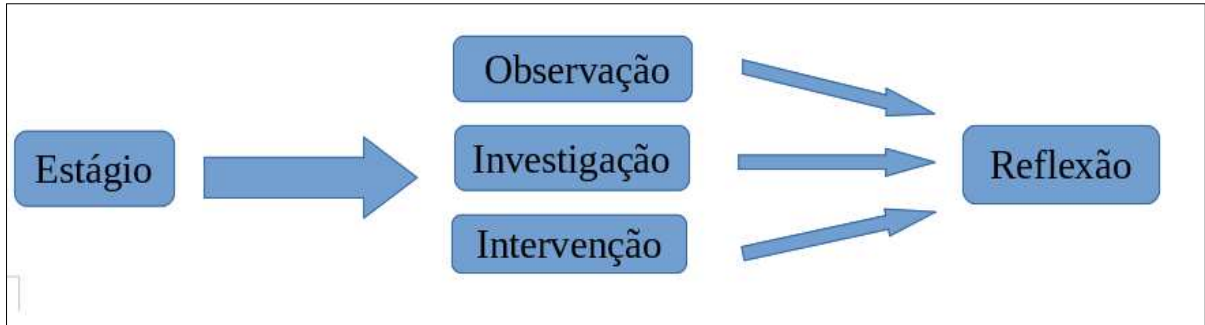 Estágio
Observação
Investigação
Intervenção
Reflexão